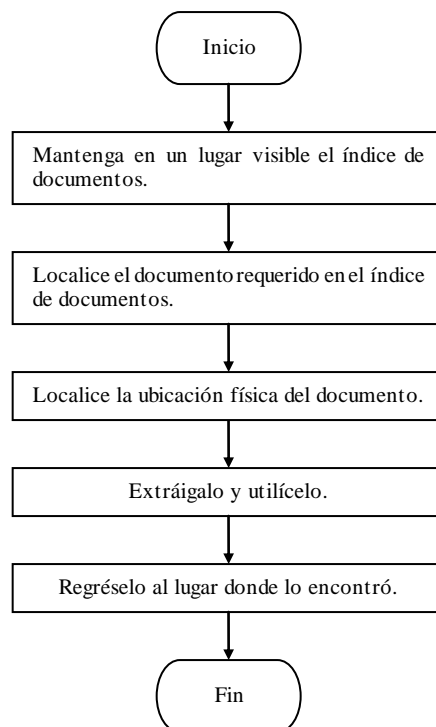 Inicio
Mantenga en un lugar visible el índice de
documentos.
Localice el documento requerido en el índice
de documentos.
Localice la ubicación física del documento.
Extráigalo y utilícelo.
Regréselo al lugar donde lo encontró.
Fin